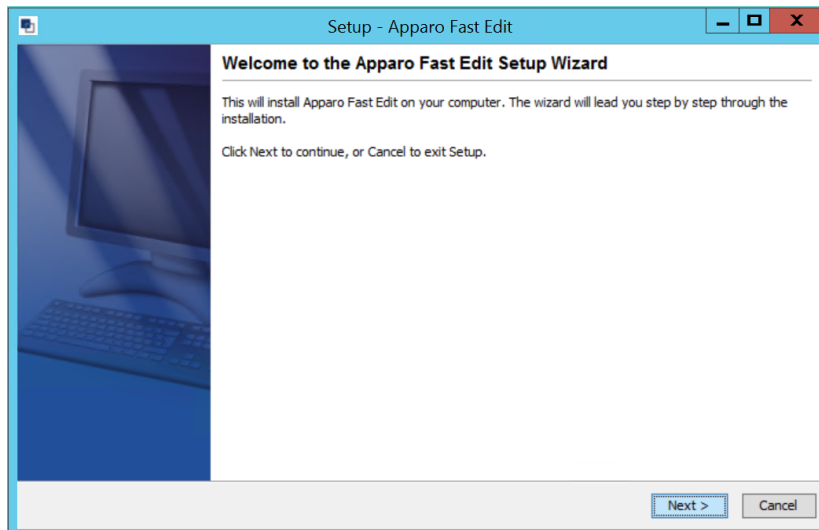 Setup - Apparo Fast Edit
Welcome to the Apparo Fast Edit Setup Wizard
This will install Apparo Fast Edit on your computer. The wizard will lead you step by step through the
installation.
Click Next to continue, or Cancel to exit Setup.
Next >
Cancel